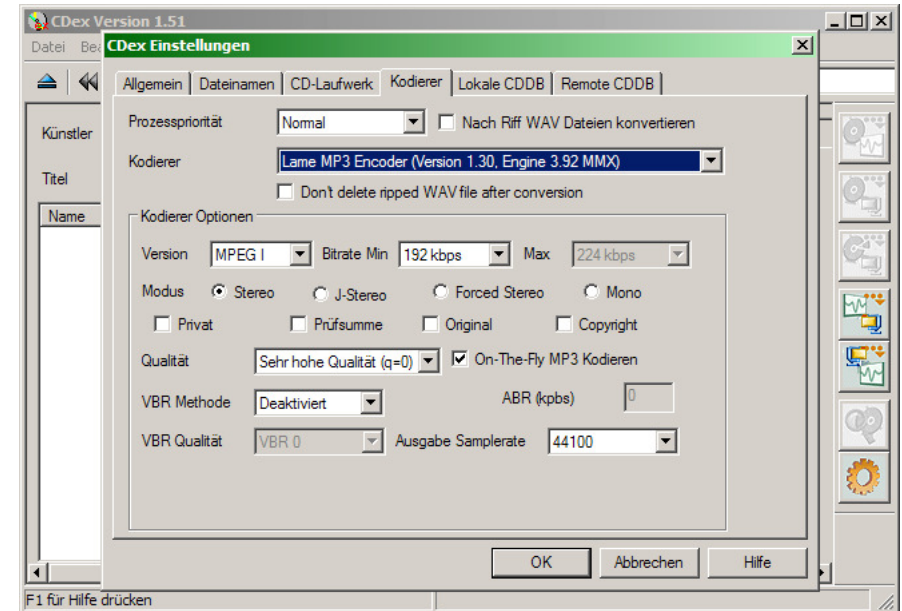 CDex Version 1.51
Datei Bea
CDex Einstellungen
Allgemein Dateinamen CD-Laufwerk Kodierer Lokale CDDB Remote CDDB
Künstler
Titel
Name
Prozesspriorität Normal Nach Riff WAV Dateien konvertieren
Kodierer Lame MP3 Encoder (Version 1.30, Engine 3.92 MMX)
Don't delete ripped WAV file after conversion
Kodierer Optionen
Version MPEG I Bitrate Min 192 kbps Max 224 kbps
Modus Stereo J-Stereo Forced Stereo Mono
Privat Prüfsumme Original Copyright
Qualität Sehr hohe Qualität (q=0) On-The-Fly MP3 Kodieren
VBR Methode Deaktiviert ABR (kpbs) 0
VBR Qualität VBR 0 Ausgabe Samplerate 44100
OK Abbrechen Hilfe
F1 für Hilfe drücken